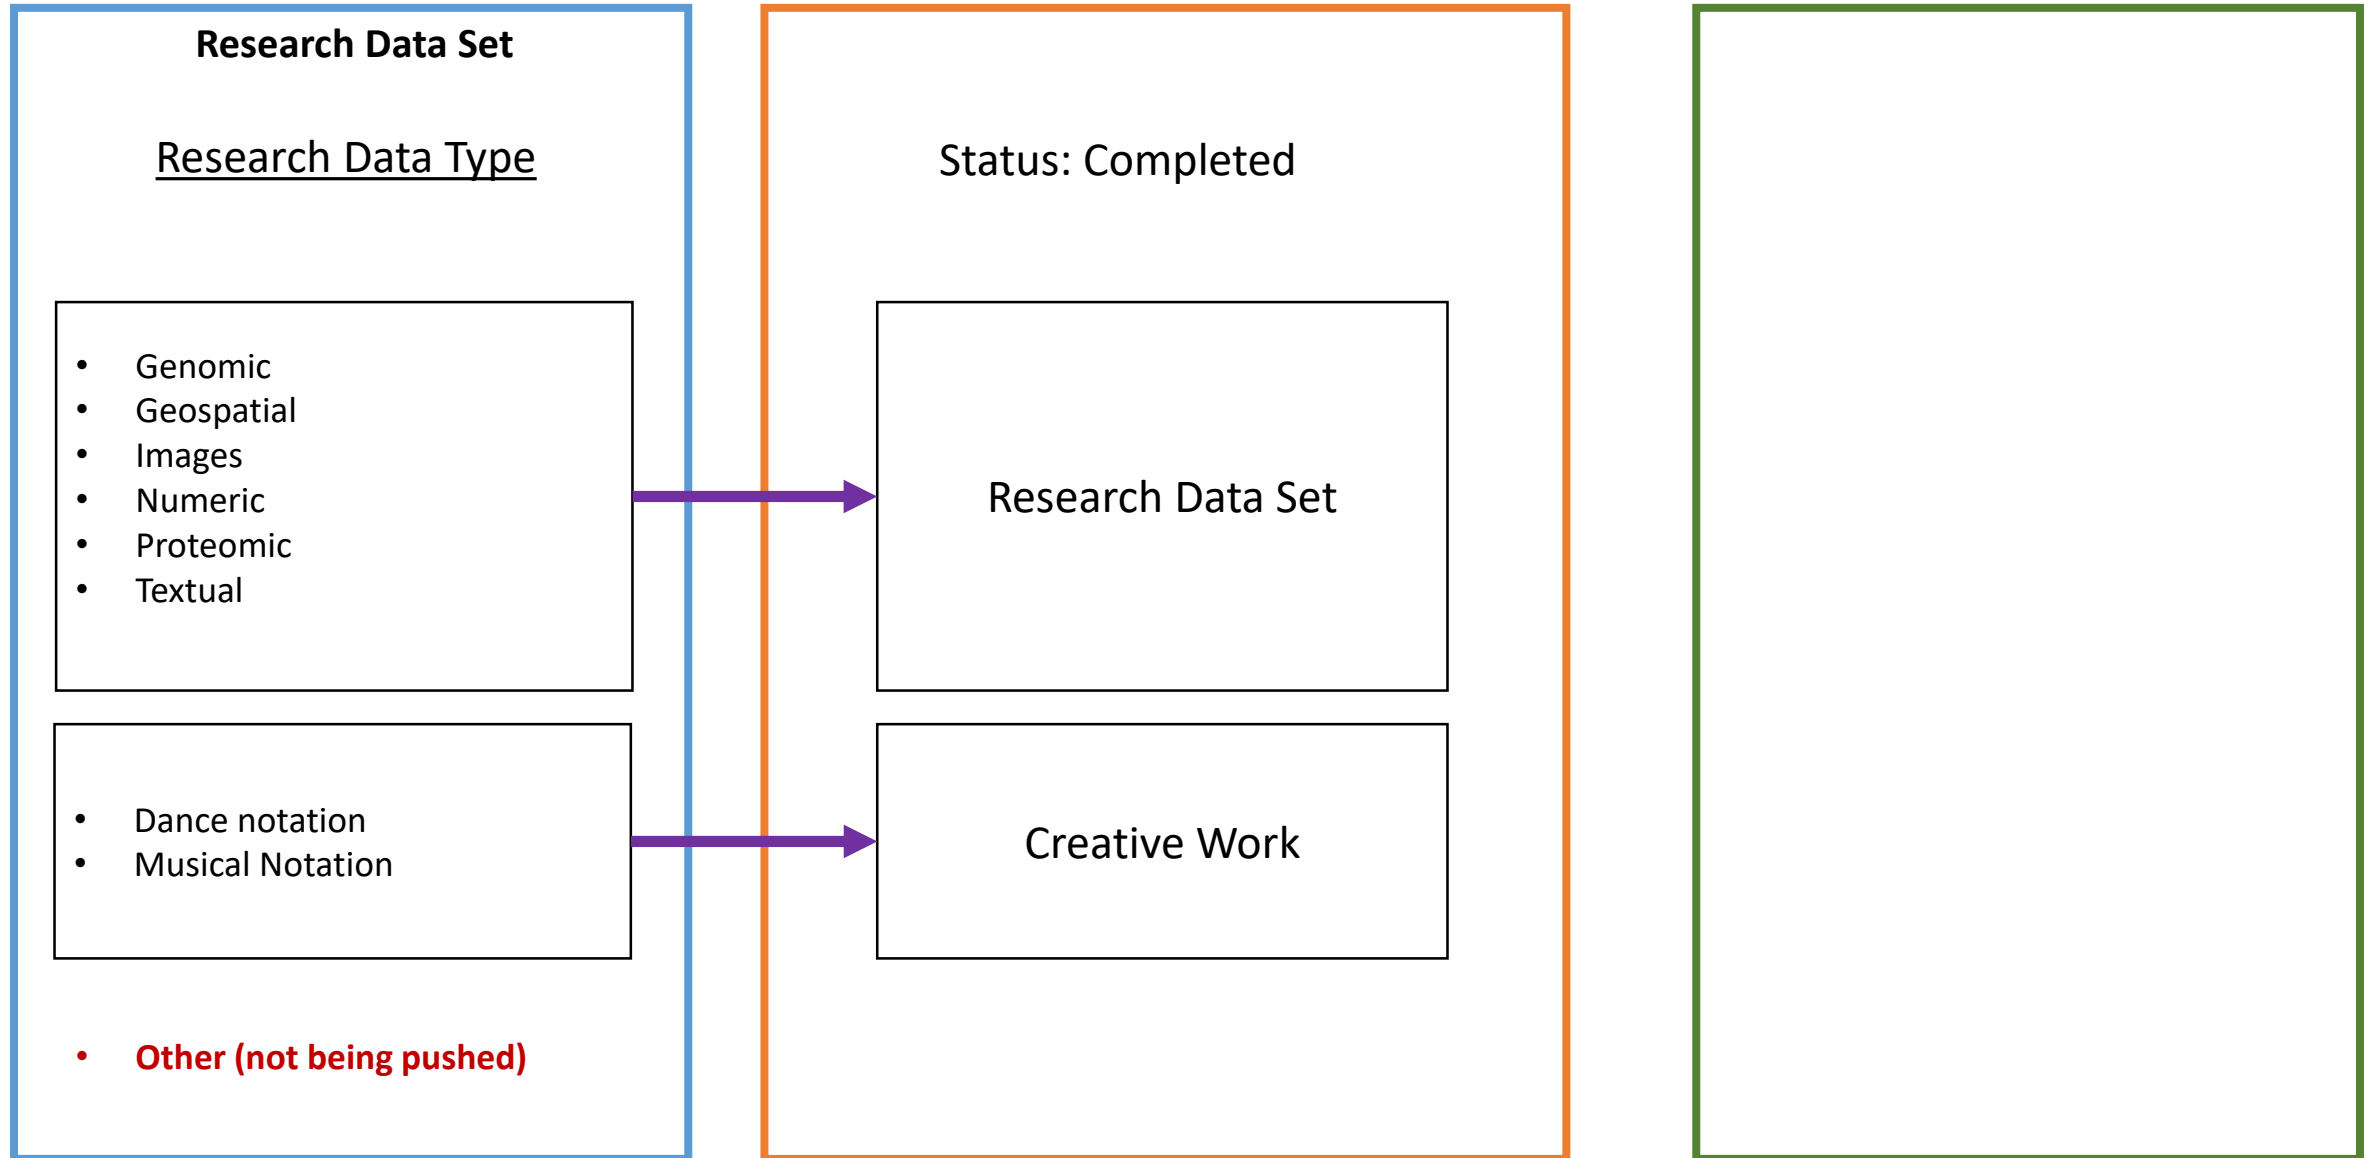 Research Data Set
Research Data Type
• Genomic
• Geospatial
• Images
• Numeric
• Proteomic
• Textual
• Dance notation
• Musical Notation
• Other (not being pushed)
Status: Completed
Research Data Set
Creative Work